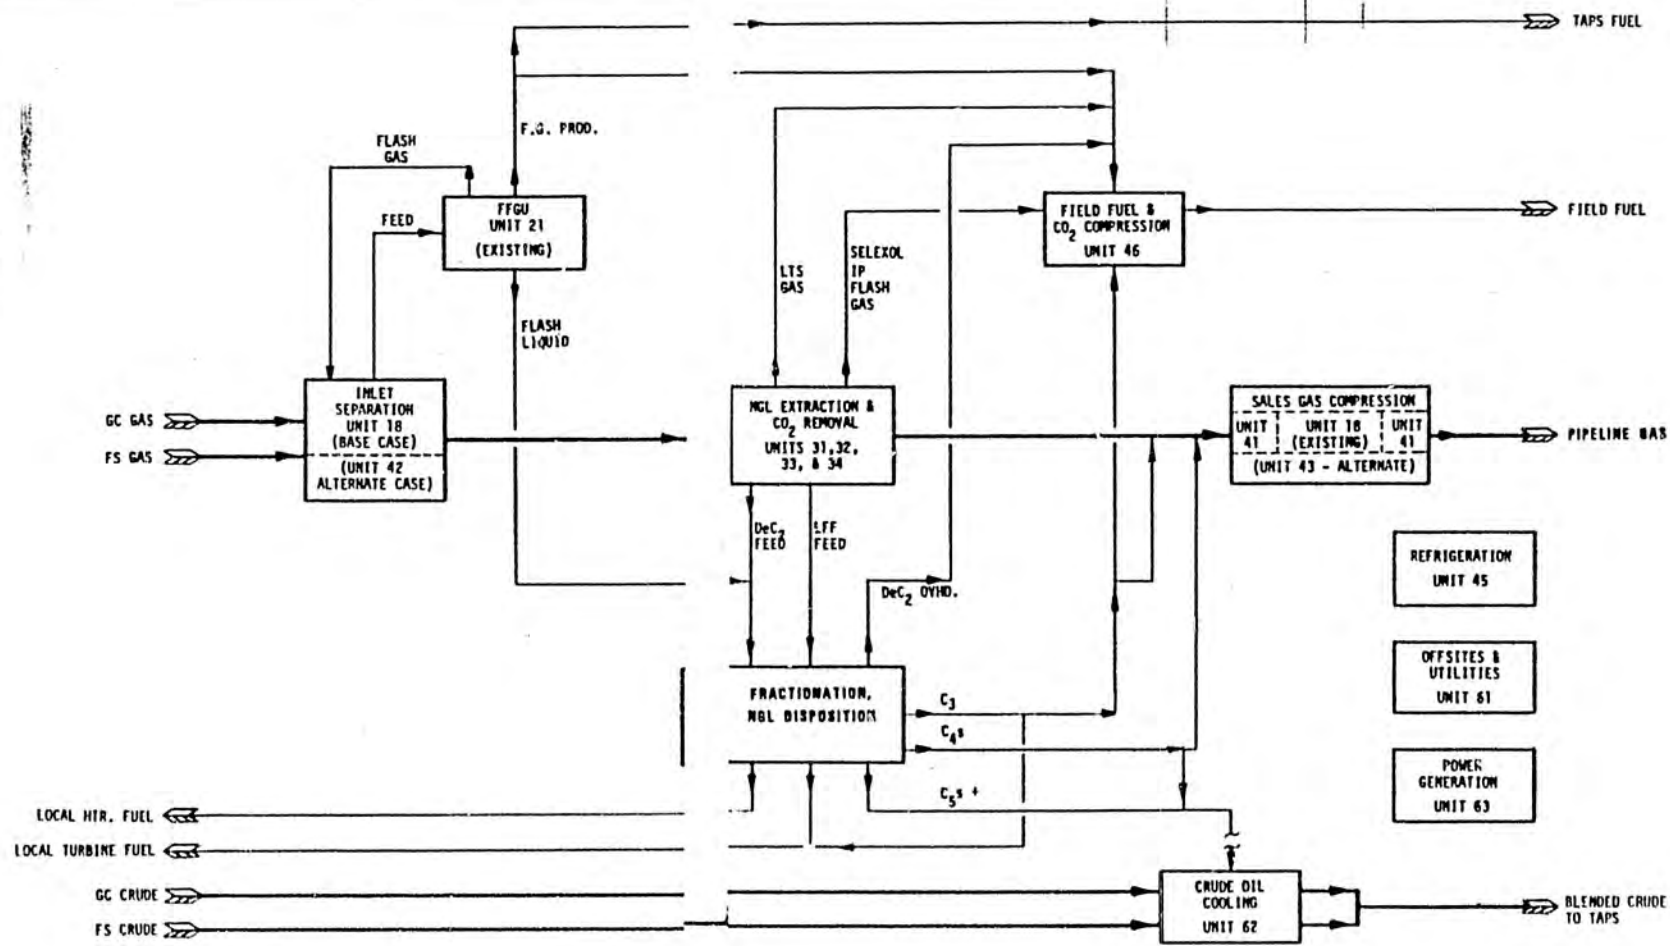 TAPS FUEL
F.G. PROD.
FLASH
GAS
FEED
FFGU
UNIT 21
(EXISTING)
FIELD FUEL &
CO2 COMPRESSION
UNIT 46
FIELD FUEL
LTS
GAS
SELEXOL
IP
FLASH
GAS
FLASH
LIQUID
GC GAS
FS GAS
INLET
SEPARATION
UNIT 18
(BASE CASE)
(UNIT 42
ALTERNATE CASE)
NGL EXTRACTION &
CO2 REMOVAL
UNITS 31,32,
33, & 34
SALES GAS COMPRESSION
UNIT
41
UNIT 18
(EXISTING)
UNIT
41
(UNIT 43 - ALTERNATE)
PIPELINE GAS
DeC2
FEED
LFF
FEED
DeC2 OVHD.
REFRIGERATION
UNIT 45
OFFSITES &
UTILITIES
UNIT 61
POWER
GENERATION
UNIT 63
FRACTIONATION,
NGL DISPOSITION
C3
C4s
C5s +
LOCAL HTR. FUEL
LOCAL TURBINE FUEL
GC CRUDE
FS CRUDE
CRUDE OIL
COOLING
UNIT 62
BLENDED CRUDE
TO TAPS